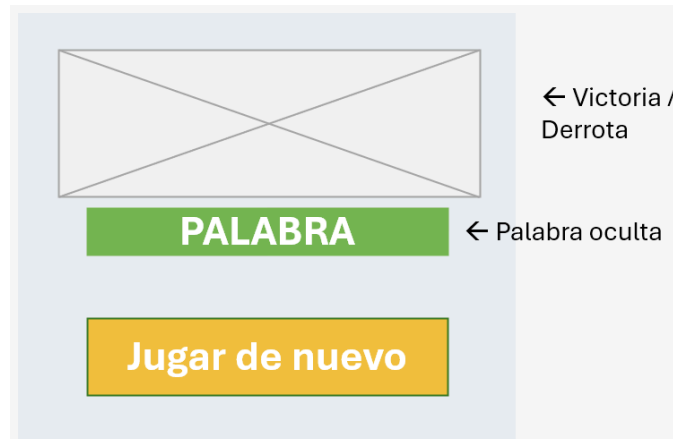 ← Victoria /
Derrota
PALABRA
← Palabra oculta
Jugar de nuevo